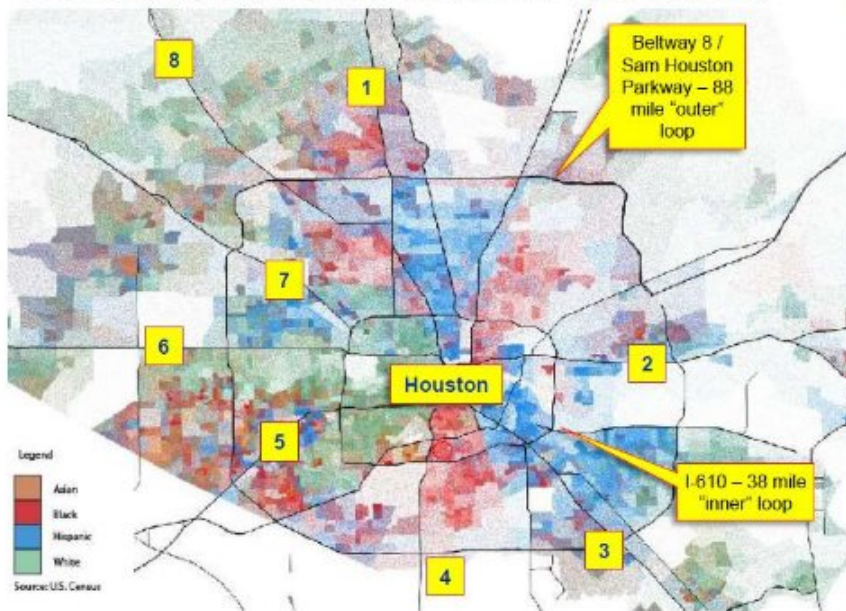 8
1
Beltway 8 /
Sam Houston
Parkway – 88
mile "outer"
loop
7
6
2
Houston
5
Legend
Asian
Black
Hispanic
White
Source: U.S. Census
I-610 – 38 mile
"inner" loop
3
4